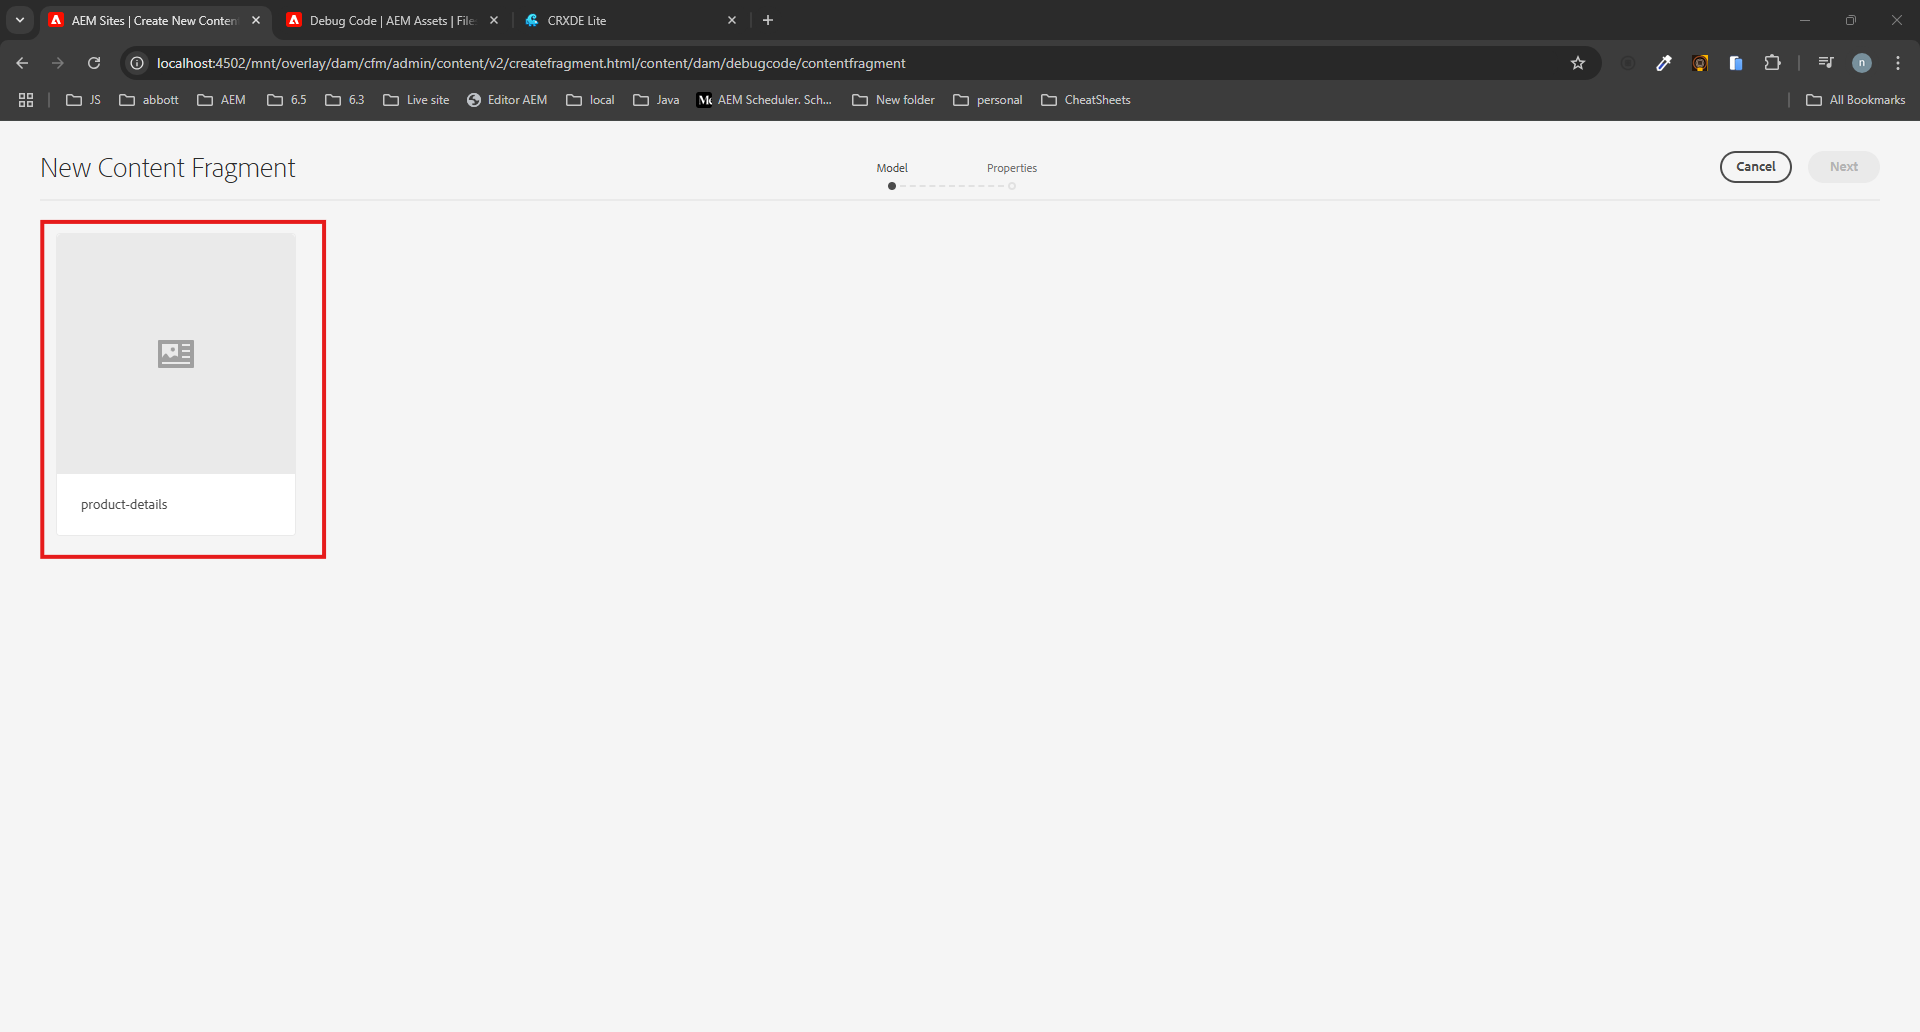 AEM Sites | Create New Conten
Debug Code | AEM Assets | File
CRXDE Lite
localhost:4502/mnt/overlay/dam/cfm/admin/content/v2/createfragment.html/content/dam/debugcode/contentfragment
n
JS
abbott
AEM
6.5
6.3
Live site
Editor AEM
local
Java
AEM Scheduler. Sch...
New folder
personal
CheatSheets
All Bookmarks
New Content Fragment
Model
Properties
Cancel
Next
product-details